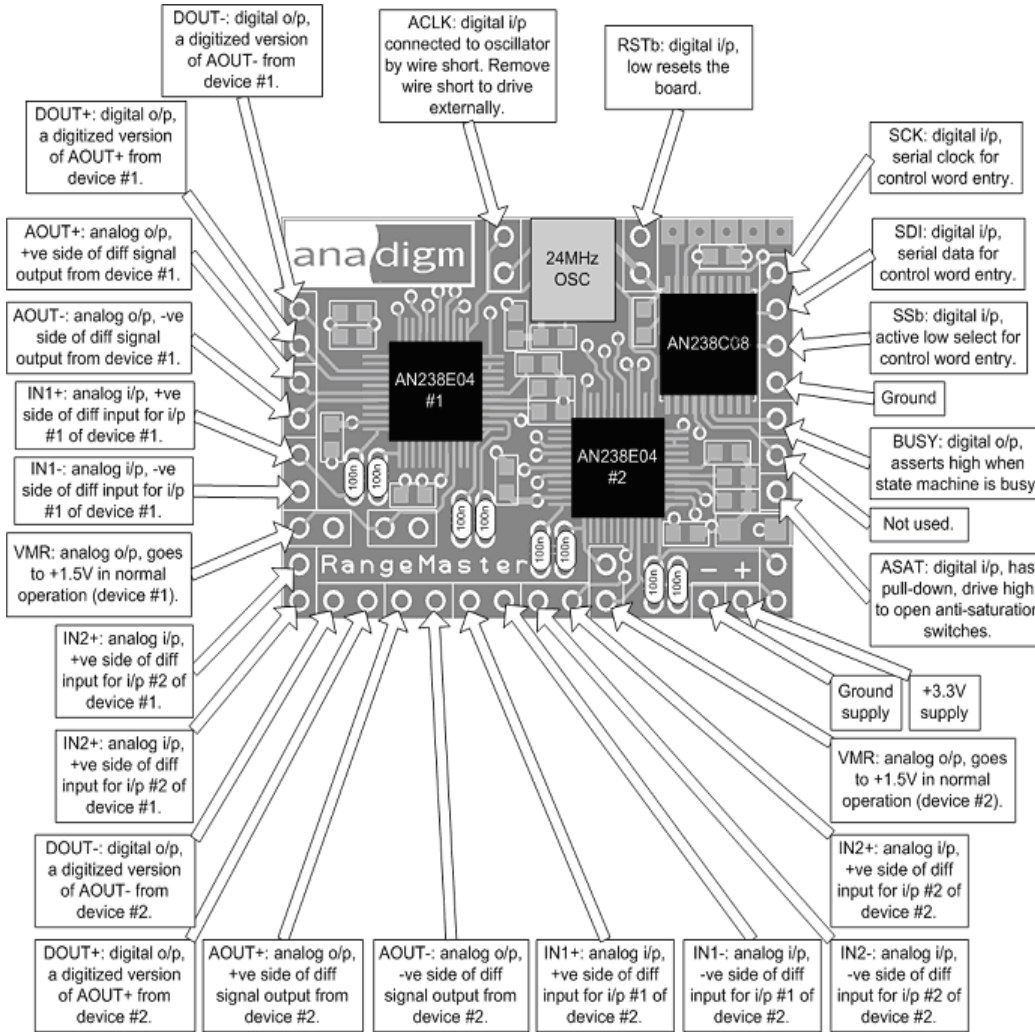 DOUT-: digital o/p,
a digitized version
of AOUT- from
device #1.
ACLK: digital i/p
connected to oscillator
by wire short. Remove
wire short to drive
externally.
RSTb: digital i/p,
low resets the
board.
DOUT+: digital o/p,
a digitized version
of AOUT+ from
device #1.
SCK: digital i/p,
serial clock for
control word entry.
AOUT+: analog o/p,
+ve side of diff signal
output from device #1.
SDI: digital i/p,
serial data for
control word entry.
AOUT-: analog o/p, -ve
side of diff signal
output from device #1.
SSb: digital i/p,
active low select for
control word entry.
IN1+: analog i/p, +ve
side of diff input for i/p
#1 of device #1.
Ground
IN1-: analog i/p, -ve
side of diff input for i/p
#1 of device #1.
BUSY: digital o/p,
asserts high when
state machine is busy
Not used.
VMR: analog o/p, goes
to +1.5V in normal
operation (device #1).
ASAT: digital i/p, has
pull-down, drive high
to open anti-saturation
switches.
anadigm
24MHz
OSC
AN238C08
AN238E04
#1
AN238E04
#2
100n
100n
100n
100n
100n
100n
100n
100n
RangeMaster
- +
IN2+: analog i/p,
+ve side of diff
input for i/p #2 of
device #1.
Ground
supply
+3.3V
supply
IN2+: analog i/p,
+ve side of diff
input for i/p #2 of
device #1.
VMR: analog o/p, goes
to +1.5V in normal
operation (device #2).
DOUT-: digital o/p,
a digitized version
of AOUT- from
device #2.
IN2+: analog i/p,
+ve side of diff
input for i/p #2 of
device #2.
DOUT+: digital o/p,
a digitized version
of AOUT+ from
device #2.
AOUT+: analog o/p,
+ve side of diff
signal output from
device #2.
AOUT-: analog o/p,
-ve side of diff
signal output from
device #2.
IN1+: analog i/p,
+ve side of diff
input for i/p #1 of
device #2.
IN1-: analog i/p,
-ve side of diff
input for i/p #1 of
device #2.
IN2-: analog i/p,
-ve side of diff
input for i/p #2 of
device #2.